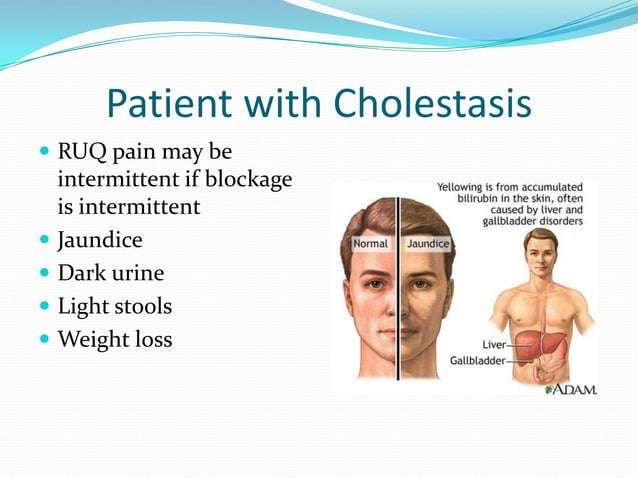 Patient with Cholestasis
RUQ pain may be
intermittent if blockage
is intermittent
Jaundice
Dark urine
Light stools
Weight loss
Yellowing is from accumulated
bilirubin in the skin, often
caused by liver and
gallbladder disorders
Normal
Jaundice
Liver
Gallbladder
ADAM.